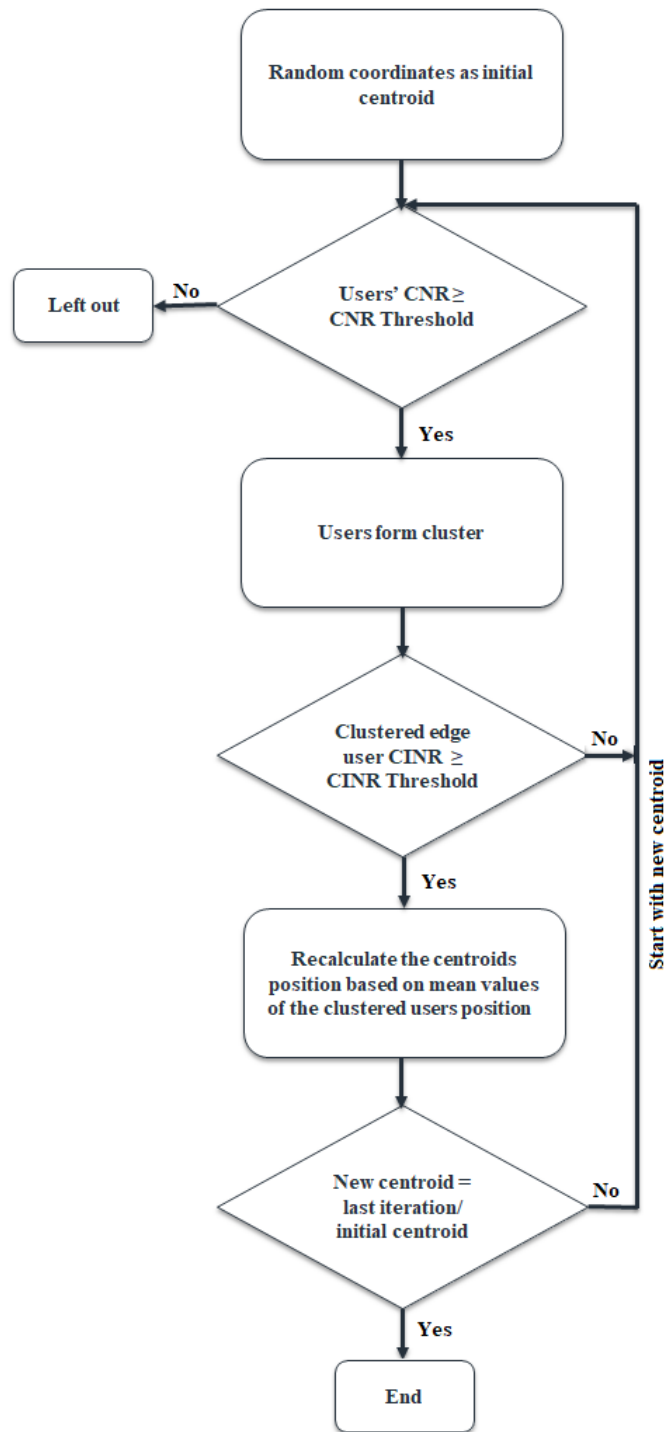 Random coordinates as initial
centroid
Users' CNR ≥
CNR Threshold
No
Left out
Yes
Users form cluster
Clustered edge
user CINR ≥
CINR Threshold
No
Yes
Start with new centroid
Recalculate the centroids
position based on mean values
of the clustered users position
New centroid =
last iteration/
initial centroid
No
Yes
End